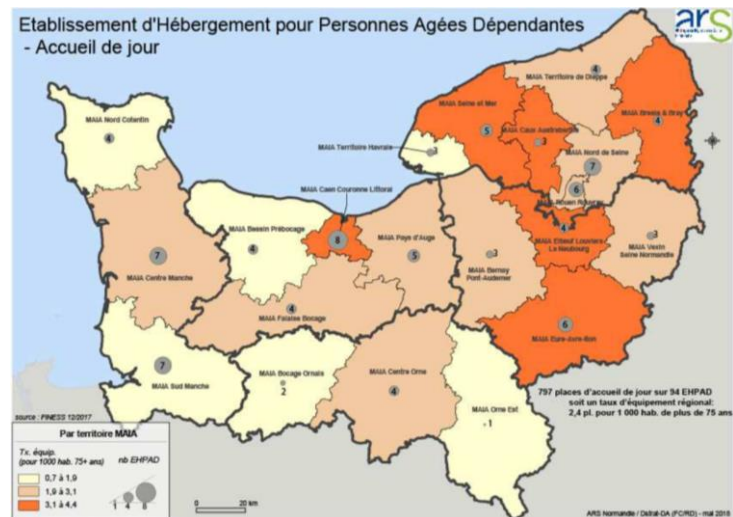 Etablissement d'Hébergement pour Personnes Agées Dépendantes
- Accueil de jour
ars
MAIA Nord Cotentin
4
MAIA Territoire de Dieppe
4
MAIA Seine et Mer
5
MAIA Caux Austreberthe
3
MAIA Bresle & Bray
4
MAIA Territoire Havrais
3
MAIA Nord de Seine
7
6
MAIA Rouen
MAIA Caen Couronne Littoral
8
MAIA Bessin Prébocage
4
MAIA Pays d'Auge
5
4
MAIA Elbeuf Louviers
Le Neubourg
MAIA Vexin
Seine Normandie
3
MAIA Bernay
Pont-Audemer
3
7
MAIA Centre Manche
4
MAIA Falaise Bocage
6
MAIA Eure-Avre-Iton
7
MAIA Sud Manche
MAIA Bocage Ornais
2
MAIA Centre Orne
4
MAIA Orne Est
1
797 places d'accueil de jour sur 94 EHPAD
soit un taux d'équipement régional:
2,4 pl. pour 1 000 hab. de plus de 75 ans
source : FINESS 12/2017
Par territoire MAIA
Tx. équip.
(pour 1000 hab. 75+ ans)
nb EHPAD
0,7 à 1,9
1,9 à 3,1
3,1 à 4,4
1 4 8
0 20 km
ARS Normandie / Dstrat-DA (FC/RD) - mai 2018